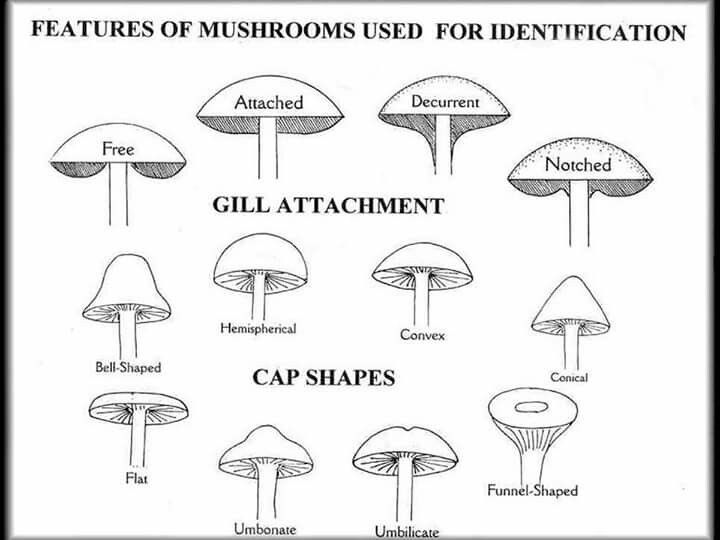 FEATURES OF MUSHROOMS USED FOR IDENTIFICATION
Free
Attached
Decurrent
Notched
GILL ATTACHMENT
Bell-Shaped
Hemispherical
Convex
Conical
CAP SHAPES
Flat
Umbonate
Umbilicate
Funnel-Shaped